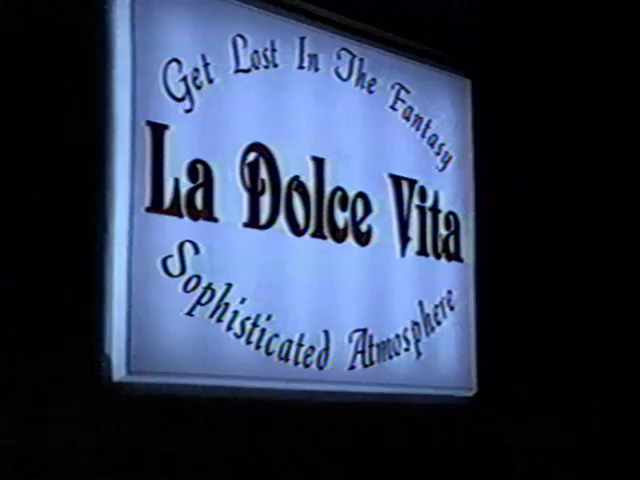 Get Lost In The Fantasy
La Dolce Vita
Sophisticated Atmosphere